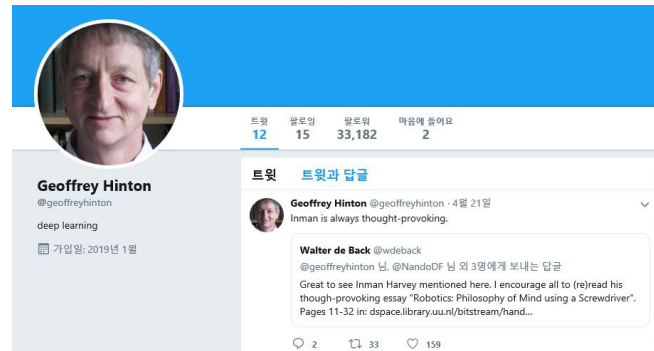 트윗 팔로잉 팔로워 마음에 들어요
12 15 33,182 2
Geoffrey Hinton
@geoffreyhinton
deep learning
가입일: 2019년 1월
트윗 트윗과 답글
Geoffrey Hinton @geoffreyhinton · 4월 21일
Inman is always thought-provoking.
Walter de Back @wdeback
@geoffreyhinton 님, @NandoDF 님 외 3명에게 보내는 답글
Great to see Inman Harvey mentioned here. I encourage all to (re)read his
though-provoking essay "Robotics: Philosophy of Mind using a Screwdriver".
Pages 11-32 in: dspace.library.uu.nl/bitstream/hand...
2 33 159